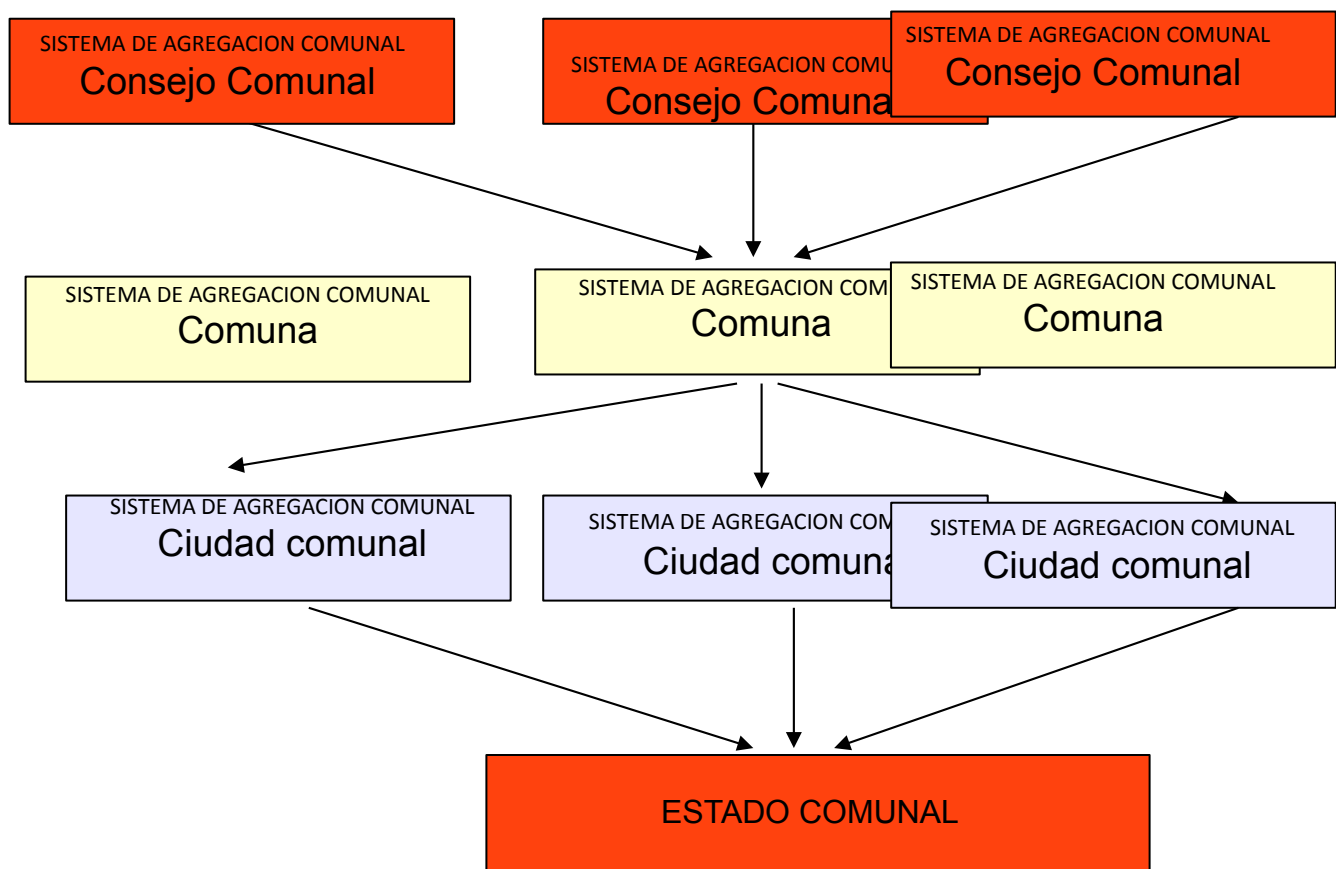 SISTEMA DE AGREGACION COMUNAL
Consejo Comunal
SISTEMA DE AGREGACION COMU
Consejo Comuna
SISTEMA DE AGREGACION COMUNAL
Consejo Comunal
SISTEMA DE AGREGACION COMUNAL
Comuna
SISTEMA DE AGREGACION COM
Comuna
SISTEMA DE AGREGACION COMUNAL
Comuna
SISTEMA DE AGREGACION COMUNAL
Ciudad comunal
SISTEMA DE AGREGACION COM
Ciudad comuna
SISTEMA DE AGREGACION COMUNAL
Ciudad comunal
ESTADO COMUNAL